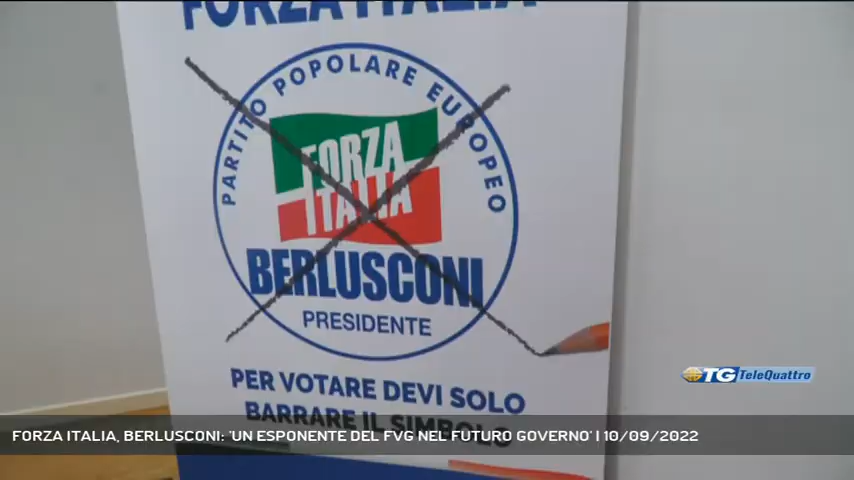 FORZA ITALIA
PARTITO POPOLARE EUROPEO
FORZA
ITALIA
BERLUSCONI
PRESIDENTE
PER VOTARE DEVI SOLO
BARRARE IL SIMBOLO
TG TeleQuattro
FORZA ITALIA, BERLUSCONI: 'UN ESPONENTE DEL FVG NEL FUTURO GOVERNO' | 10/09/2022